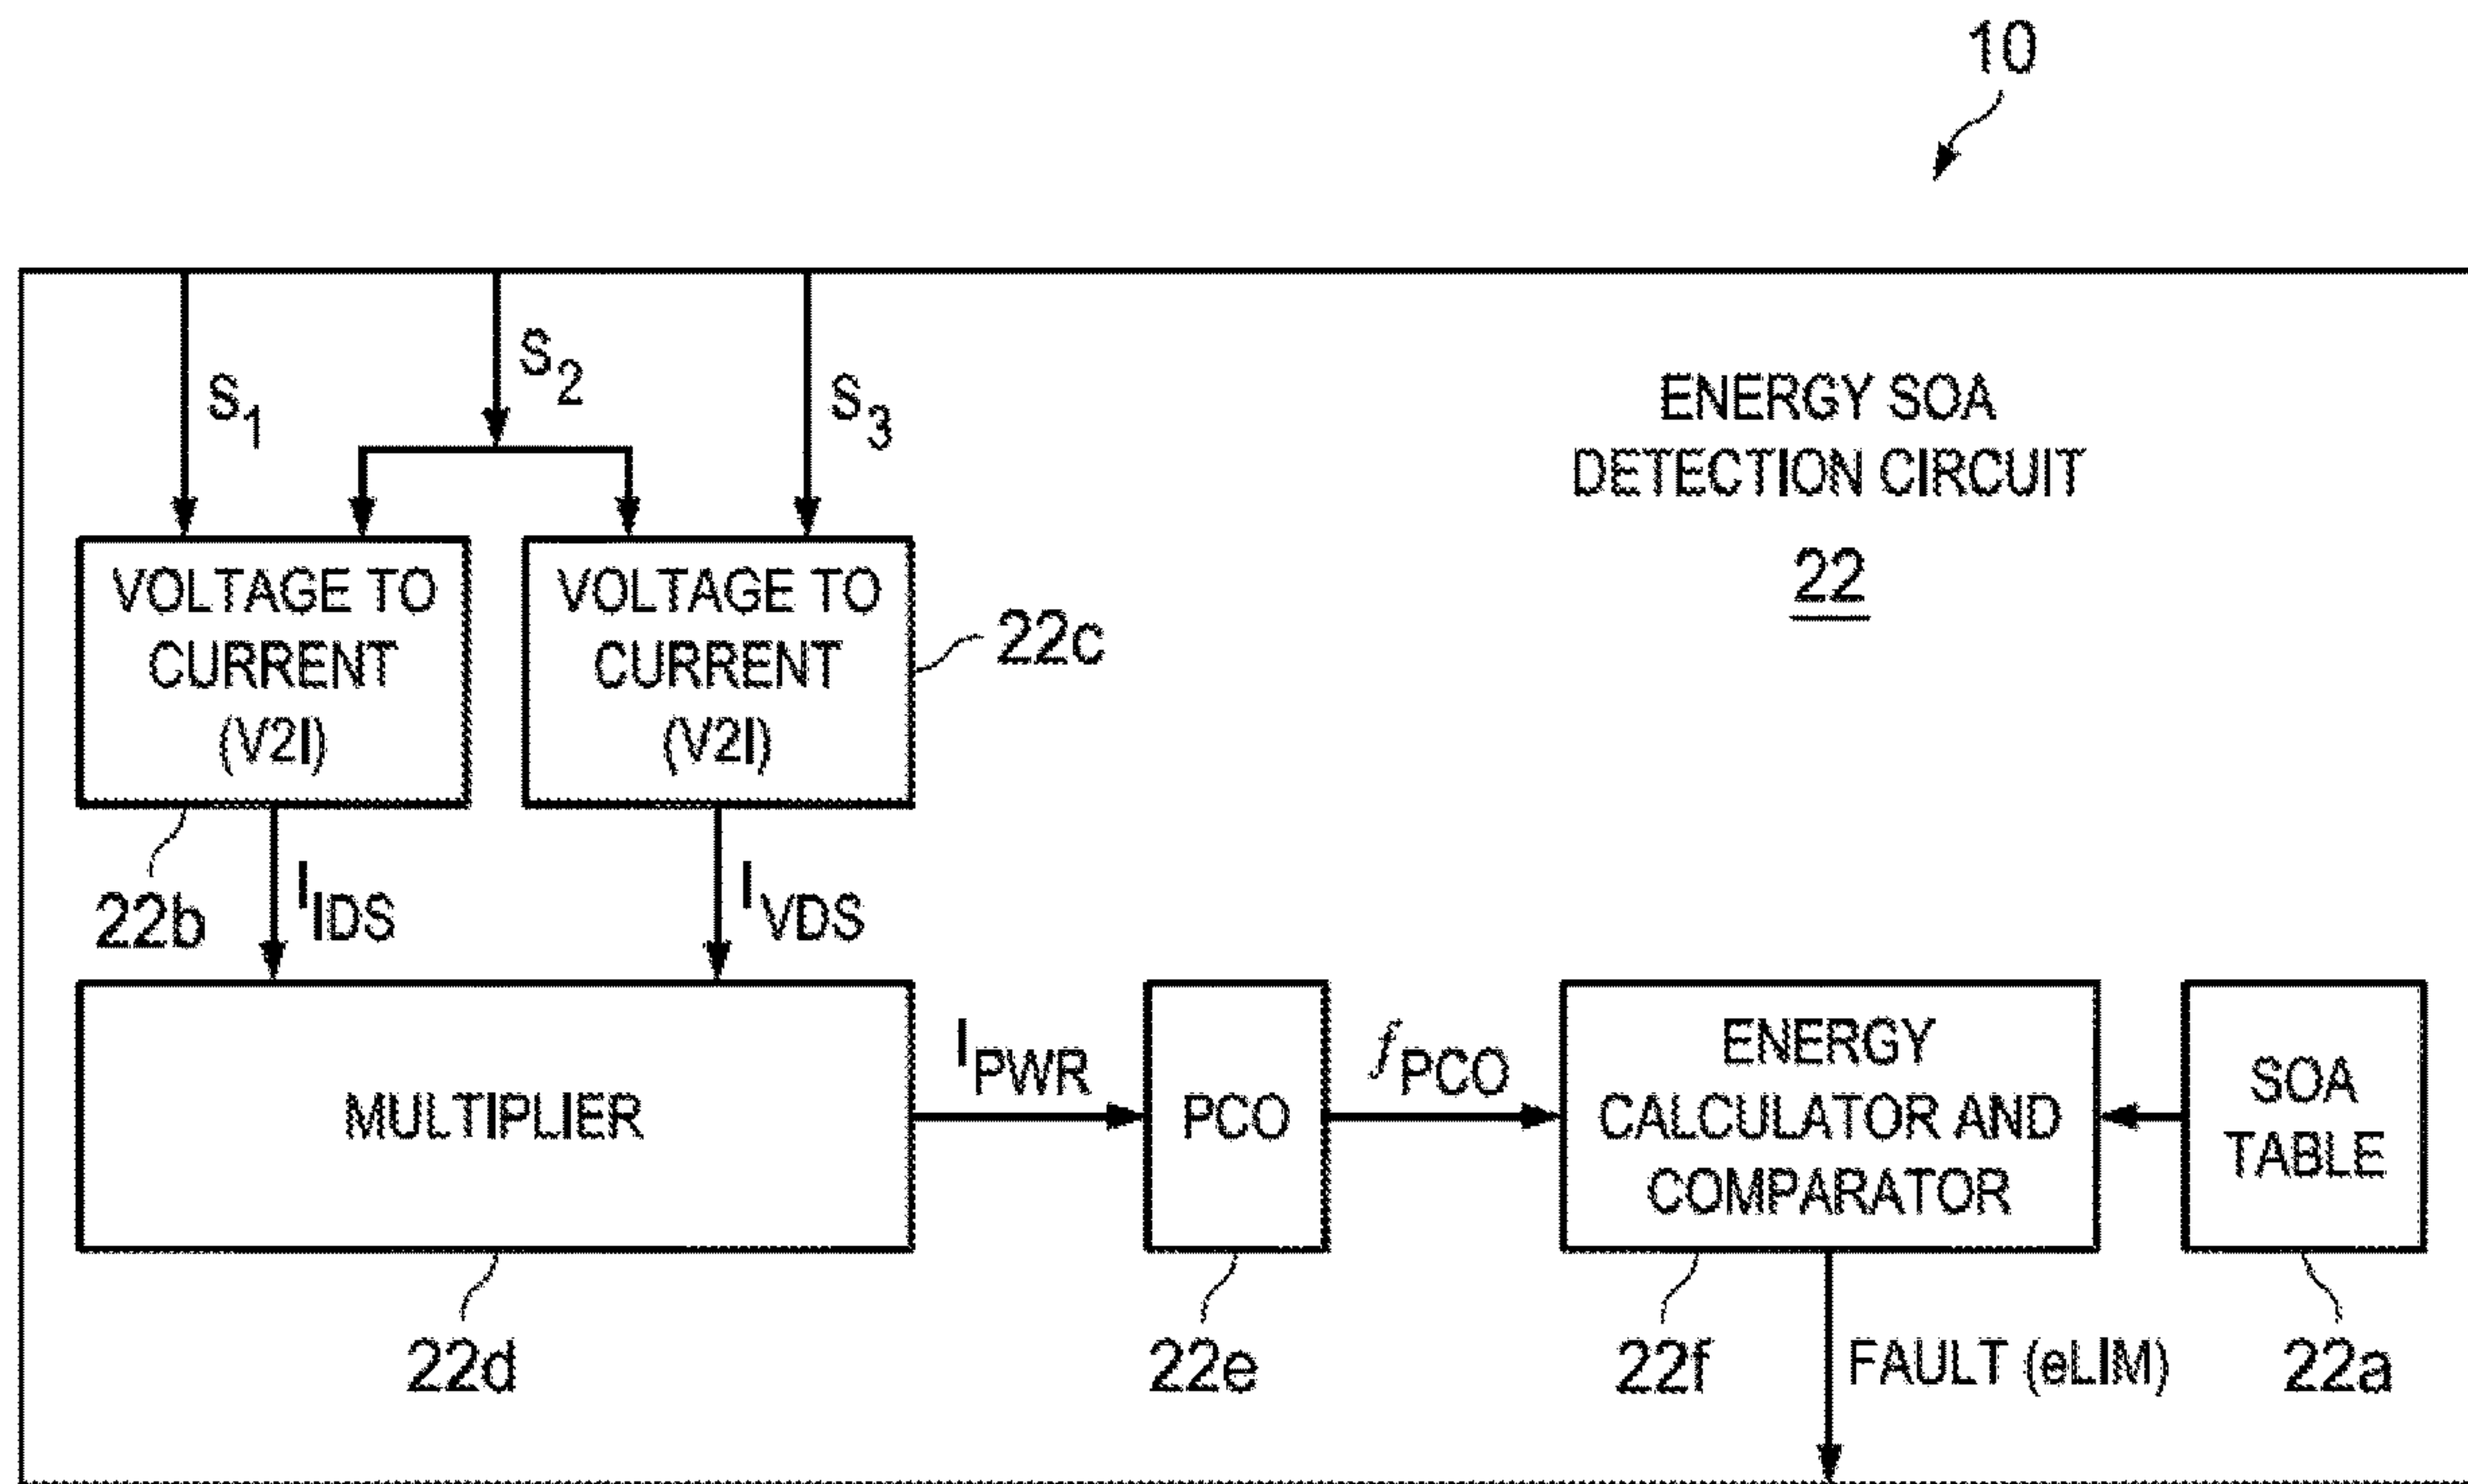 10
S1
S2
S3
ENERGY SOA
DETECTION CIRCUIT
22
VOLTAGE TO
CURRENT
(V2I)
VOLTAGE TO
CURRENT
(V2I)
22c
22b
IIDS
IVDS
MULTIPLIER
IPWR
PCO
fPCO
ENERGY
CALCULATOR AND
COMPARATOR
SOA
TABLE
22d
22e
22f
FAULT (eLIM)
22a